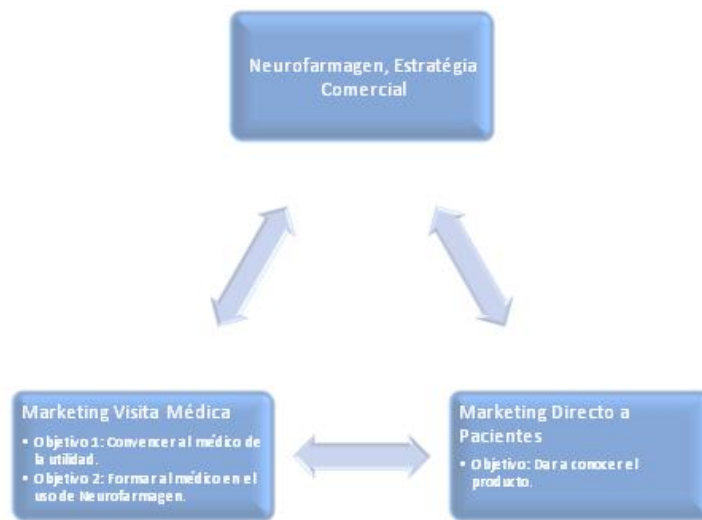 Neurofarmagen, Estratégia
Comercial
Marketing Visita Médica
• Objetivo 1: Convencer al médico de
la utilidad.
• Objetivo 2: Formar al médico en el
uso de Neurofarmagen.
Marketing Directo a
Pacientes
• Objetivo: Dar a conocer el
producto.